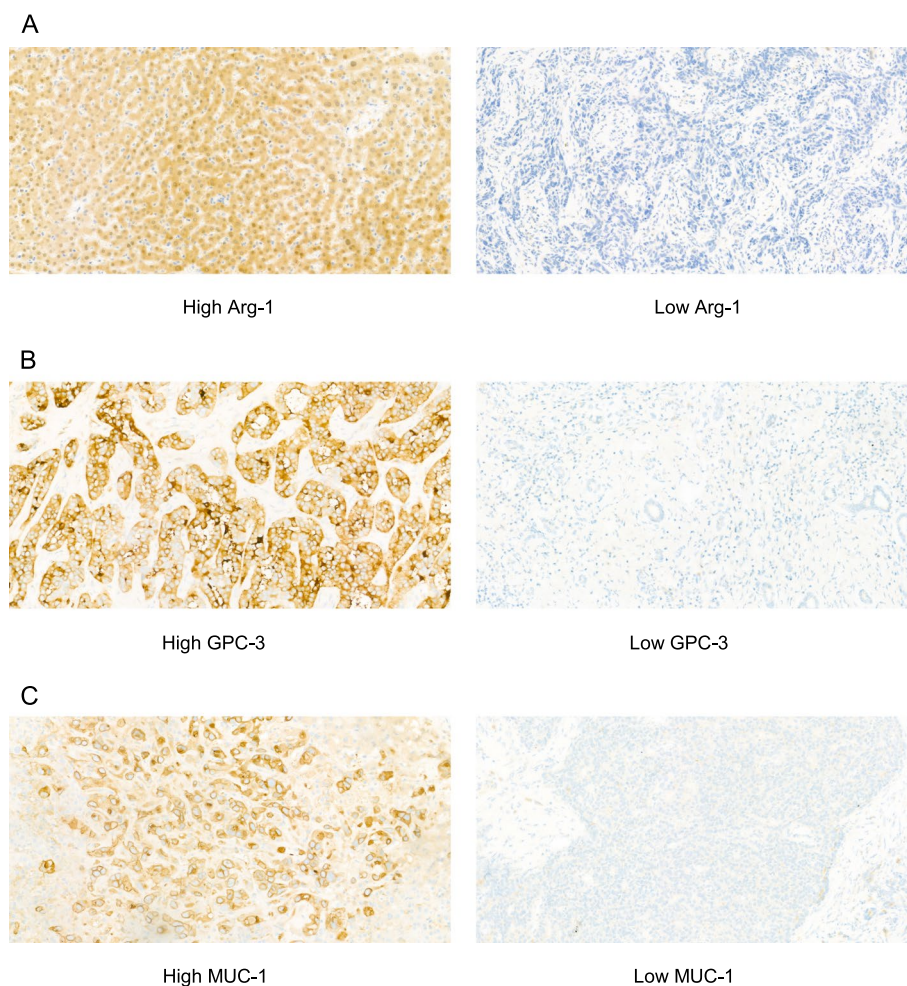 A
High Arg-1 Low Arg-1
B
High GPC-3 Low GPC-3
C
High MUC-1 Low MUC-1